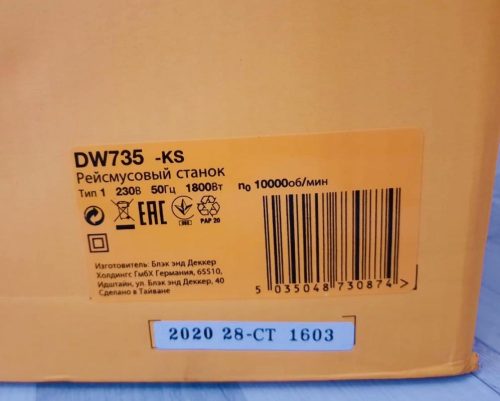 DW735 -KS
Рейсмусовый станок
Тип 1 230В 50Гц 1800Вт n₀ 10000об/мин
EAC
PAP 20
Изготовитель: Блэк энд Деккер
Холдингс ГмбХ Германия, 65510,
Идштайн, ул. Блэк энд Деккер, 40
Сделано в Тайване
5 035048 730874 >
2020 28-CT 1603